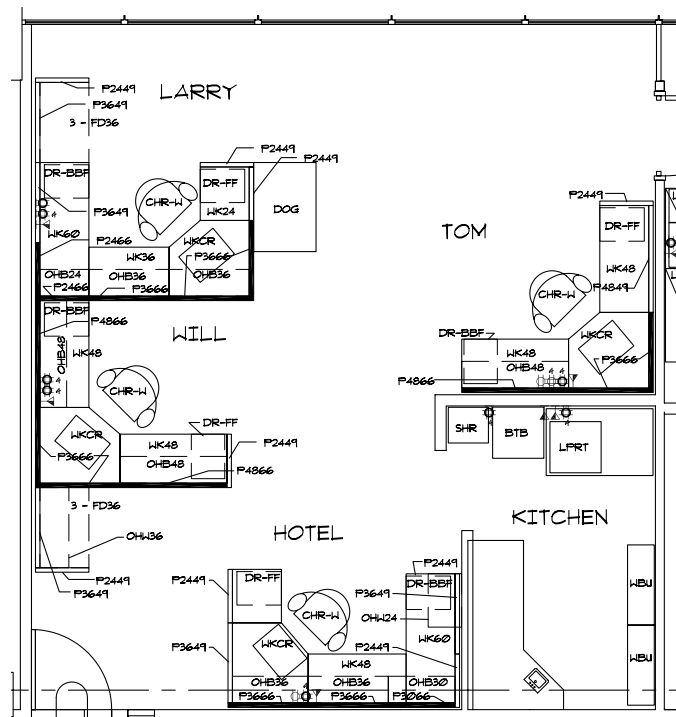 P2449
LARRY
P3649
3 - FD36
P2449
P2449
DR-BBF
DR-FF
CHR-W
DOG
P2449
P3649
WK24
WK60
TOM
DR-FF
P2466
WKCR
WK36
P3666
WK48
OHB24
OHB36
OHB36
P4849
P2466
P3666
CHR-W
DR-BBF
P4866
WILL
DR-BBF
WKCR
WK48
OHB48
WK48
P3666
OHB48
P4866
CHR-W
DR-FF
SHR
BTB
LPRT
WKCR
WK48
P2449
P3666
OHB48
P4866
3 - FD36
KITCHEN
HOTEL
OHW36
P2449
P2449
DR-FF
DR-BBF
P3649
P3649
WBU
CHR-W
OHW24
WKCR
WK60
P3649
P2449
WK48
WBU
OHB36
OHB36
OHB30
P3666
P3666
P3066